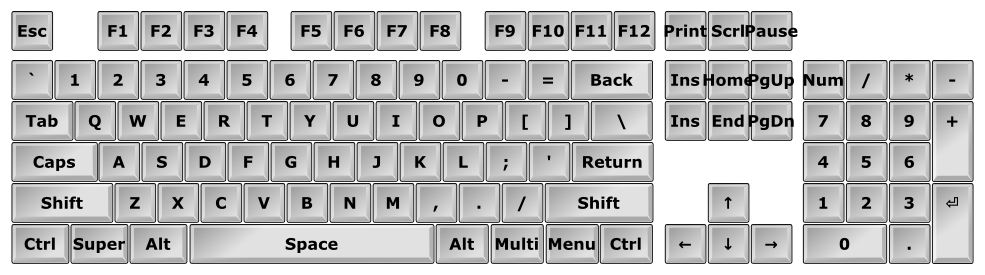 Esc F1 F2 F3 F4 F5 F6 F7 F8 F9 F10 F11 F12 Print Scrl Pause
` 1 2 3 4 5 6 7 8 9 0 - = Back Ins Home PgUp Num / * -
Tab Q W E R T Y U I O P [ ] \ Ins End PgDn 7 8 9 +
Caps A S D F G H J K L ; ' Return 4 5 6
Shift Z X C V B N M , . / Shift ↑ 1 2 3 ⏎
Ctrl Super Alt Space Alt Multi Menu Ctrl ← ↓ → 0 .